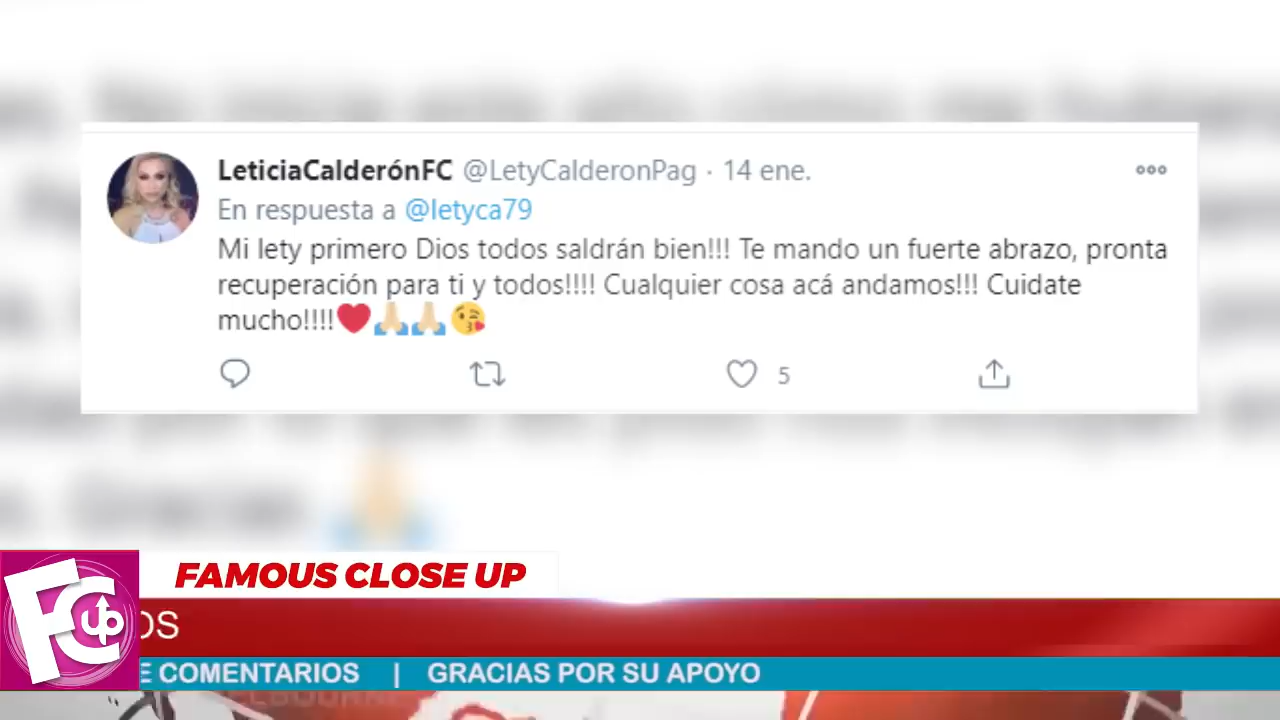 LeticiaCalderónFC @LetyCalderonPag · 14 ene.
En respuesta a @letyca79
Mi lety primero Dios todos saldrán bien!!! Te mando un fuerte abrazo, pronta
recuperación para ti y todos!!!! Cualquier cosa acá andamos!!! Cuidate
mucho!!!!❤️🙏🏼🙏🏼😘
5
FAMOUS CLOSE UP
FC up
OS
E COMENTARIOS | GRACIAS POR SU APOYO